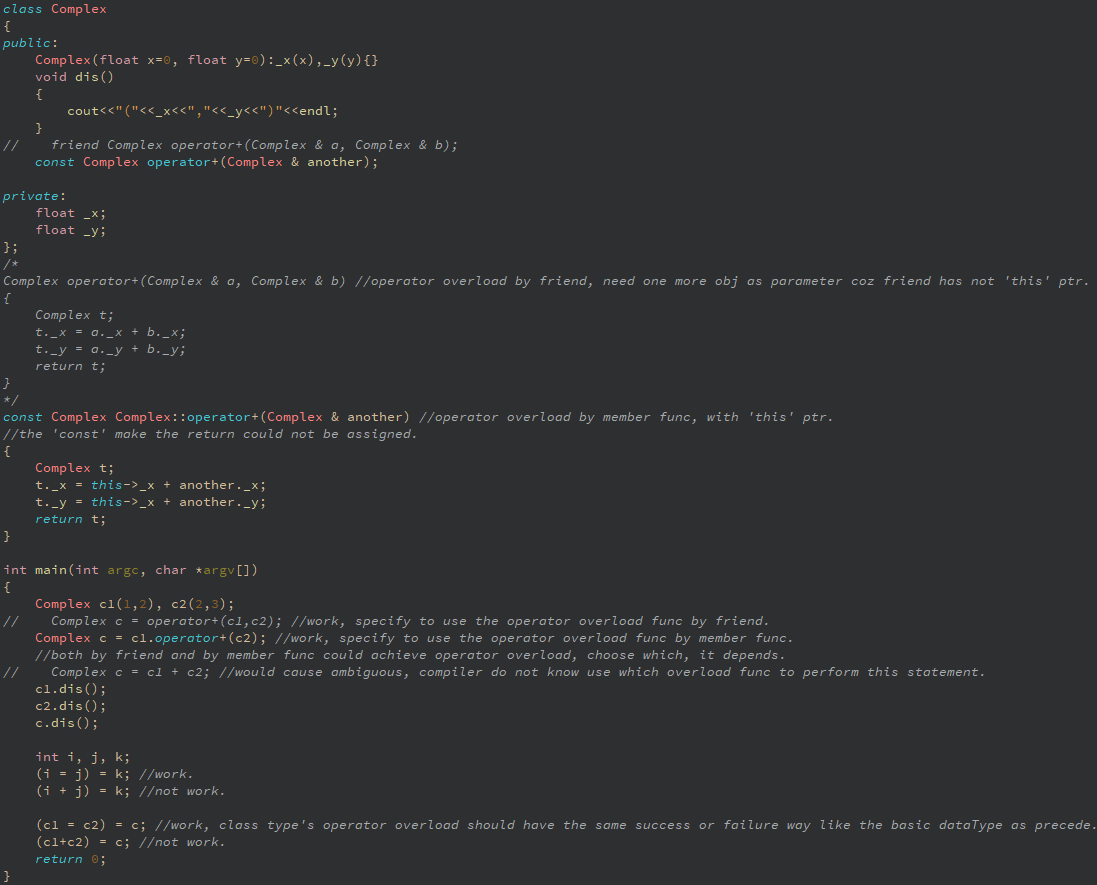 class Complex
{
public:
    Complex(float x=0, float y=0):_x(x),_y(y){}
    void dis()
    {
        cout<<"("<<_x<<","<<_y<<")"<<endl;
    }
//    friend Complex operator+(Complex & a, Complex & b);
    const Complex operator+(Complex & another);

private:
    float _x;
    float _y;
};
/*
Complex operator+(Complex & a, Complex & b) //operator overload by friend, need one more obj as parameter coz friend has not 'this' ptr.
{
    Complex t;
    t._x = a._x + b._x;
    t._y = a._y + b._y;
    return t;
}
*/
const Complex Complex::operator+(Complex & another) //operator overload by member func, with 'this' ptr.
//the 'const' make the return could not be assigned.
{
    Complex t;
    t._x = this->_x + another._x;
    t._y = this->_x + another._y;
    return t;
}

int main(int argc, char *argv[])
{
    Complex c1(1,2), c2(2,3);
//    Complex c = operator+(c1,c2); //work, specify to use the operator overload func by friend.
    Complex c = c1.operator+(c2); //work, specify to use the operator overload func by member func.
    //both by friend and by member func could achieve operator overload, choose which, it depends.
//    Complex c = c1 + c2; //would cause ambiguous, compiler do not know use which overload func to perform this statement.
    c1.dis();
    c2.dis();
    c.dis();

    int i, j, k;
    (i = j) = k; //work.
    (i + j) = k; //not work.

    (c1 = c2) = c; //work, class type's operator overload should have the same success or failure way like the basic dataType as precede.
    (c1+c2) = c; //not work.
    return 0;
}